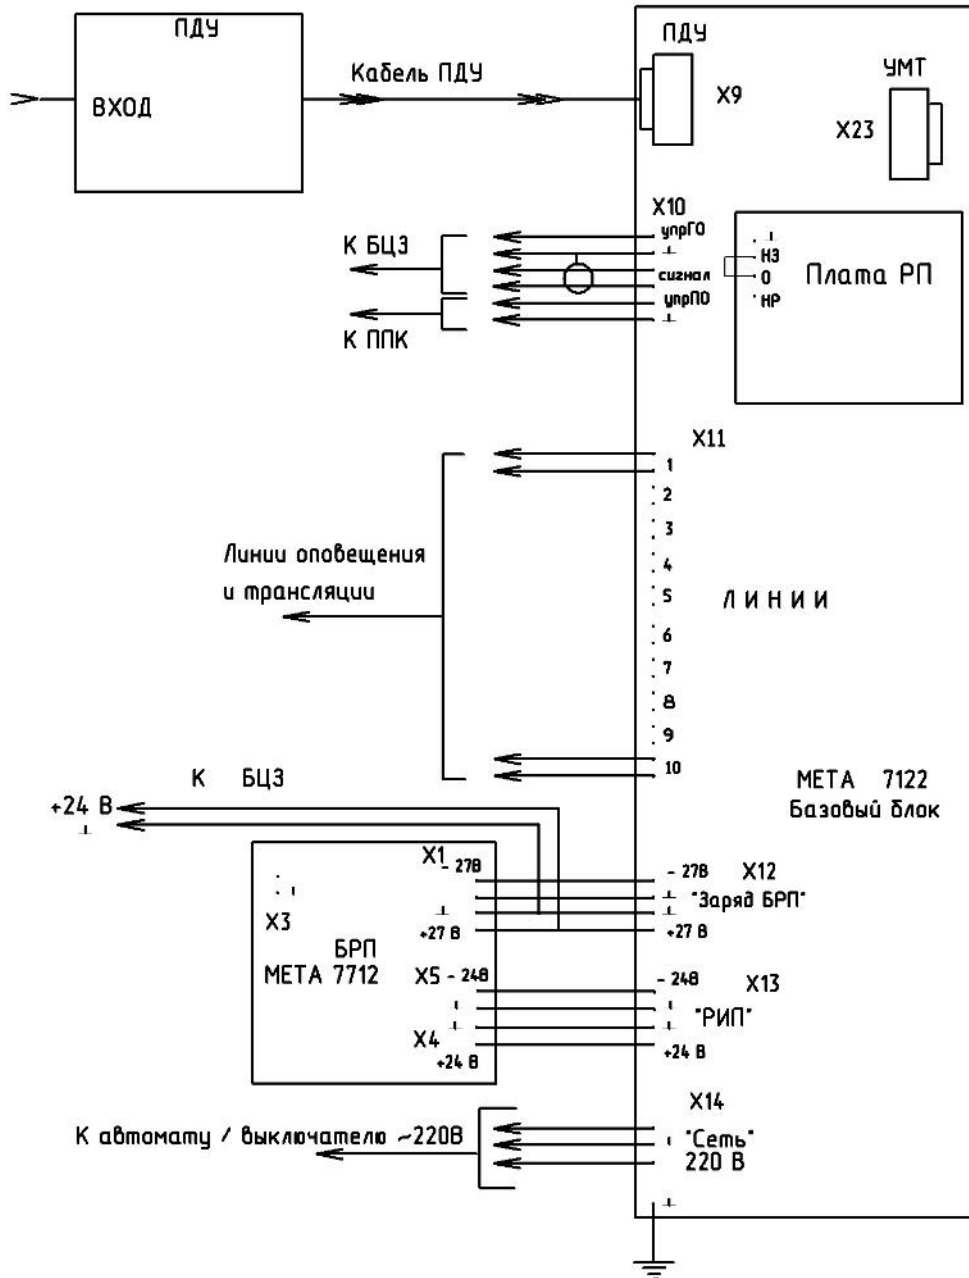 ПДУ
ВХОД
Кабель ПДУ
ПДУ
X9
УМТ
X23
X10
упрГО
К БЦЗ
сигнал
упрПО
К ППК
НЗ
О
НР
Плата РП
X11
1
2
3
4
5
6
7
8
9
10
Линии оповещения
и трансляции
ЛИНИИ
К БЦЗ
+24 В
МЕТА 7122
Базовый блок
X1
- 27В
X3
+27 В
БРП
МЕТА 7712
X5
- 24В
X4
+24 В
- 27В
X12
"Заряд БРП"
+27 В
- 24В
X13
"РИП"
+24 В
X14
К автомату / выключателю ~220В
"Сеть"
220 В